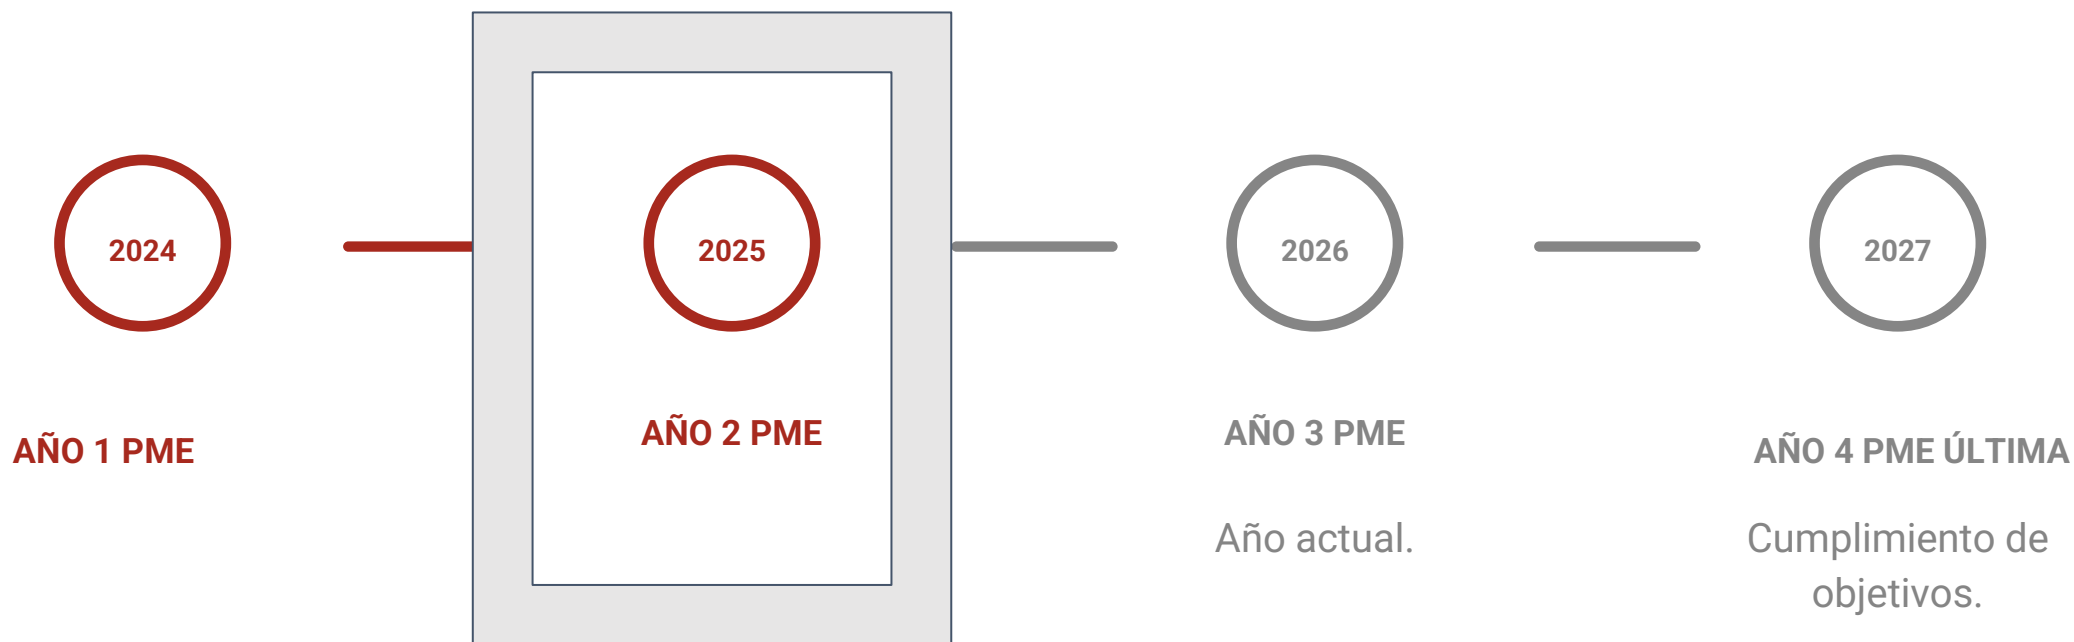 2024
2025
2026
2027
AÑO 1 PME
AÑO 2 PME
AÑO 3 PME
AÑO 4 PME ÚLTIMA
Año actual.
Cumplimiento de
objetivos.